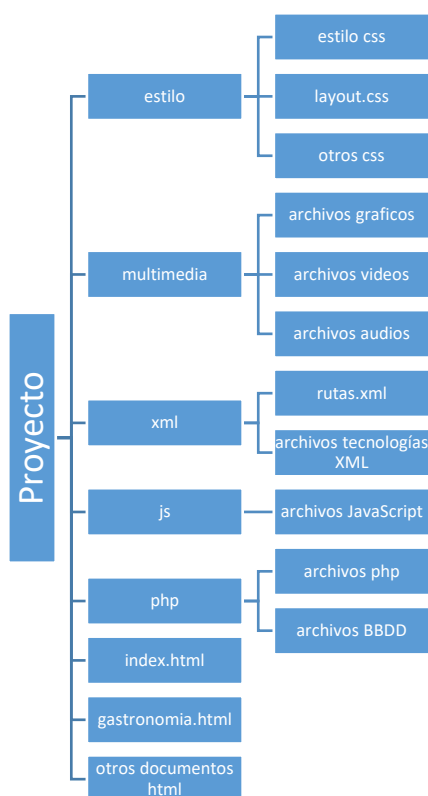 Proyecto
estilo
estilo css
layout.css
otros css
multimedia
archivos graficos
archivos videos
archivos audios
xml
rutas.xml
archivos tecnologías
XML
js
archivos JavaScript
php
archivos php
archivos BBDD
index.html
gastronomia.html
otros documentos
html